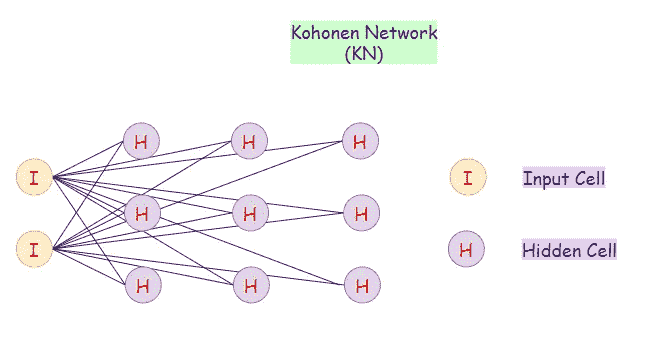 Kohonen Network
(KN)
H H H
I I Input Cell
H H H
I H Hidden Cell
H H H